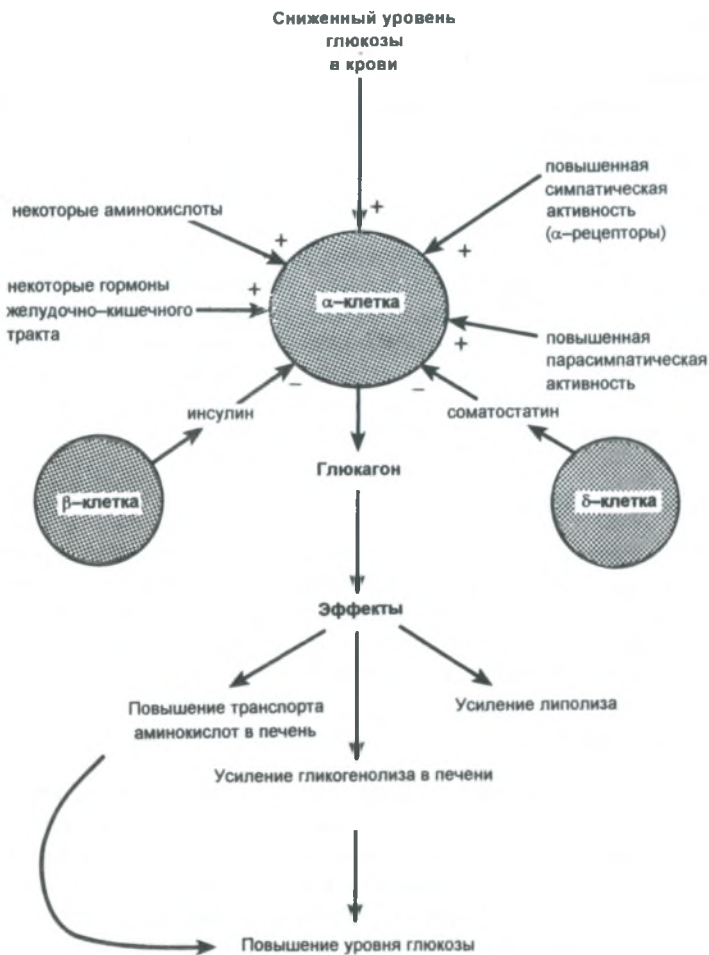 Сниженный уровень
глюкозы
в крови
некоторые аминокислоты
+
+
+
+
повышенная
симпатическая
активность
(α–рецепторы)
некоторые гормоны
желудочно–кишечного
тракта
α–клетка
+
повышенная
парасимпатическая
активность
–
–
инсулин
соматостатин
β–клетка
Глюкагон
δ–клетка
Эффекты
Повышение транспорта
аминокислот в печень
Усиление липолиза
Усиление гликогенолиза в печени
Повышение уровня глюкозы